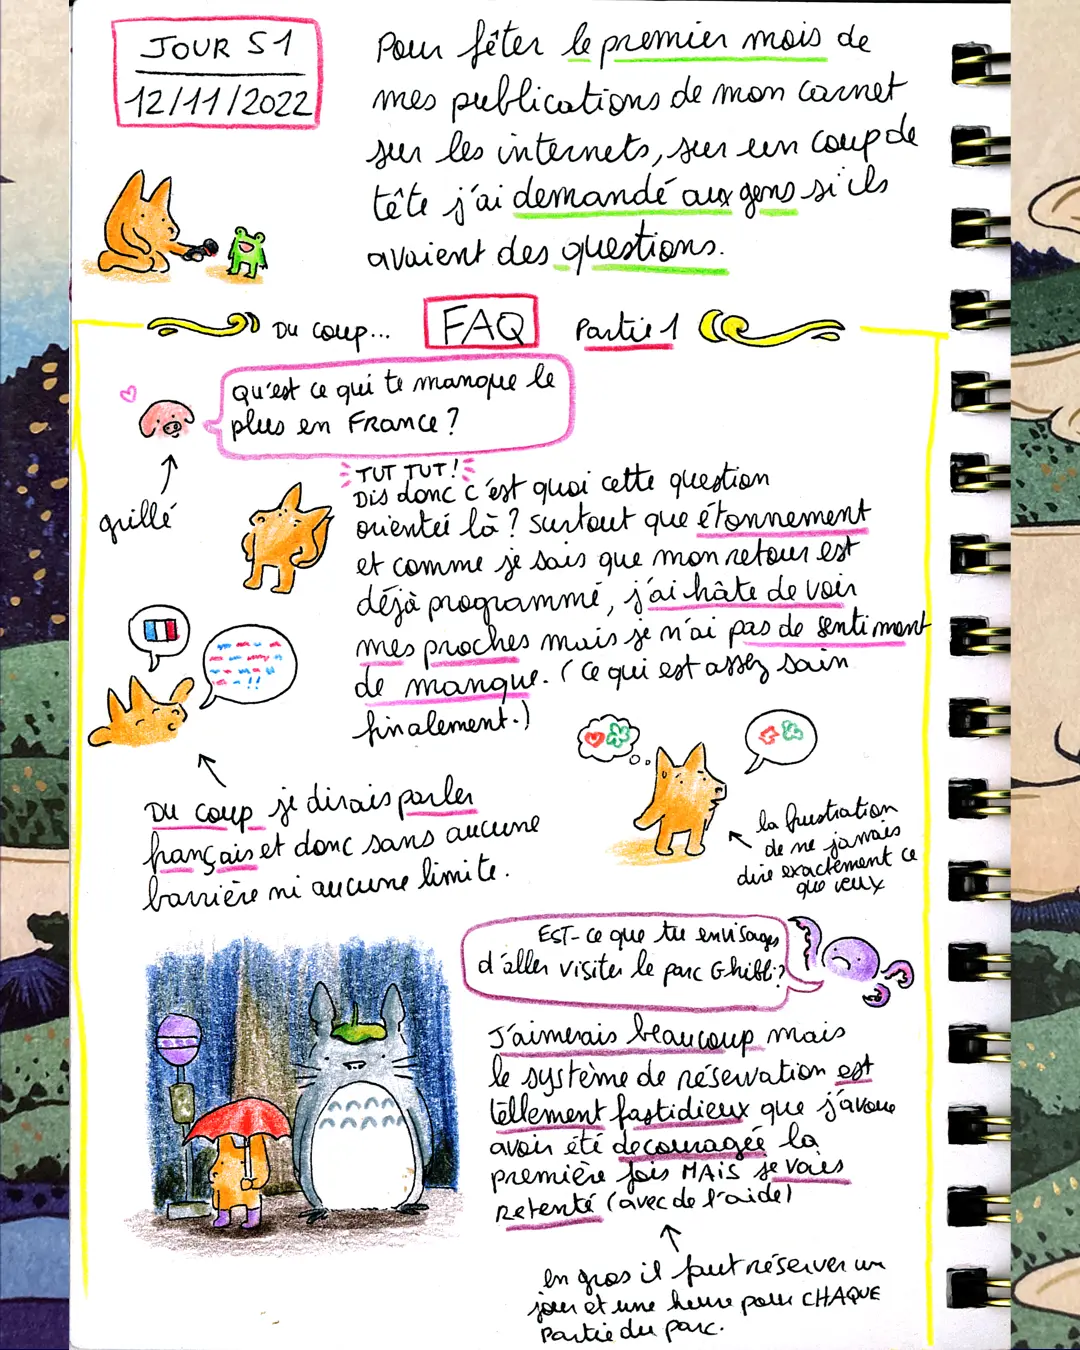 JOUR 51
12/11/2022
Pour fêter le premier mois de
mes publications de mon carnet
sur les internets, sur un coup de
tête j'ai demandé aux gens si ils
avaient des questions.
Du coup...
FAQ
Partie 1
Qu'est ce qui te manque le
plus en France ?
grillé
TUT TUT !
Dis donc c'est quoi cette question
orienteé là ? Surtout que étonnement
et comme je sais que mon retour est
déjà programmé, j'ai hâte de voir
mes proches mais je n'ai pas de sentiment
de manque. (Ce qui est assez sain
finalement.)
Du coup je dirais parler
français et donc sans aucune
barrière ni aucune limite.
la frustration
de ne jamais
dire exactement ce
que veux
EST-ce que tu envisages
d'aller visiter le parc Ghibli ?
J'aimerais beaucoup mais
le système de réservation est
tellement fastidieux que j'avoue
avoir été decouragée la
première fois MAIS je vais
retenté (avec de l'aide)
en gros il faut réserver un
jour et une heure pour CHAQUE
Partie du parc.